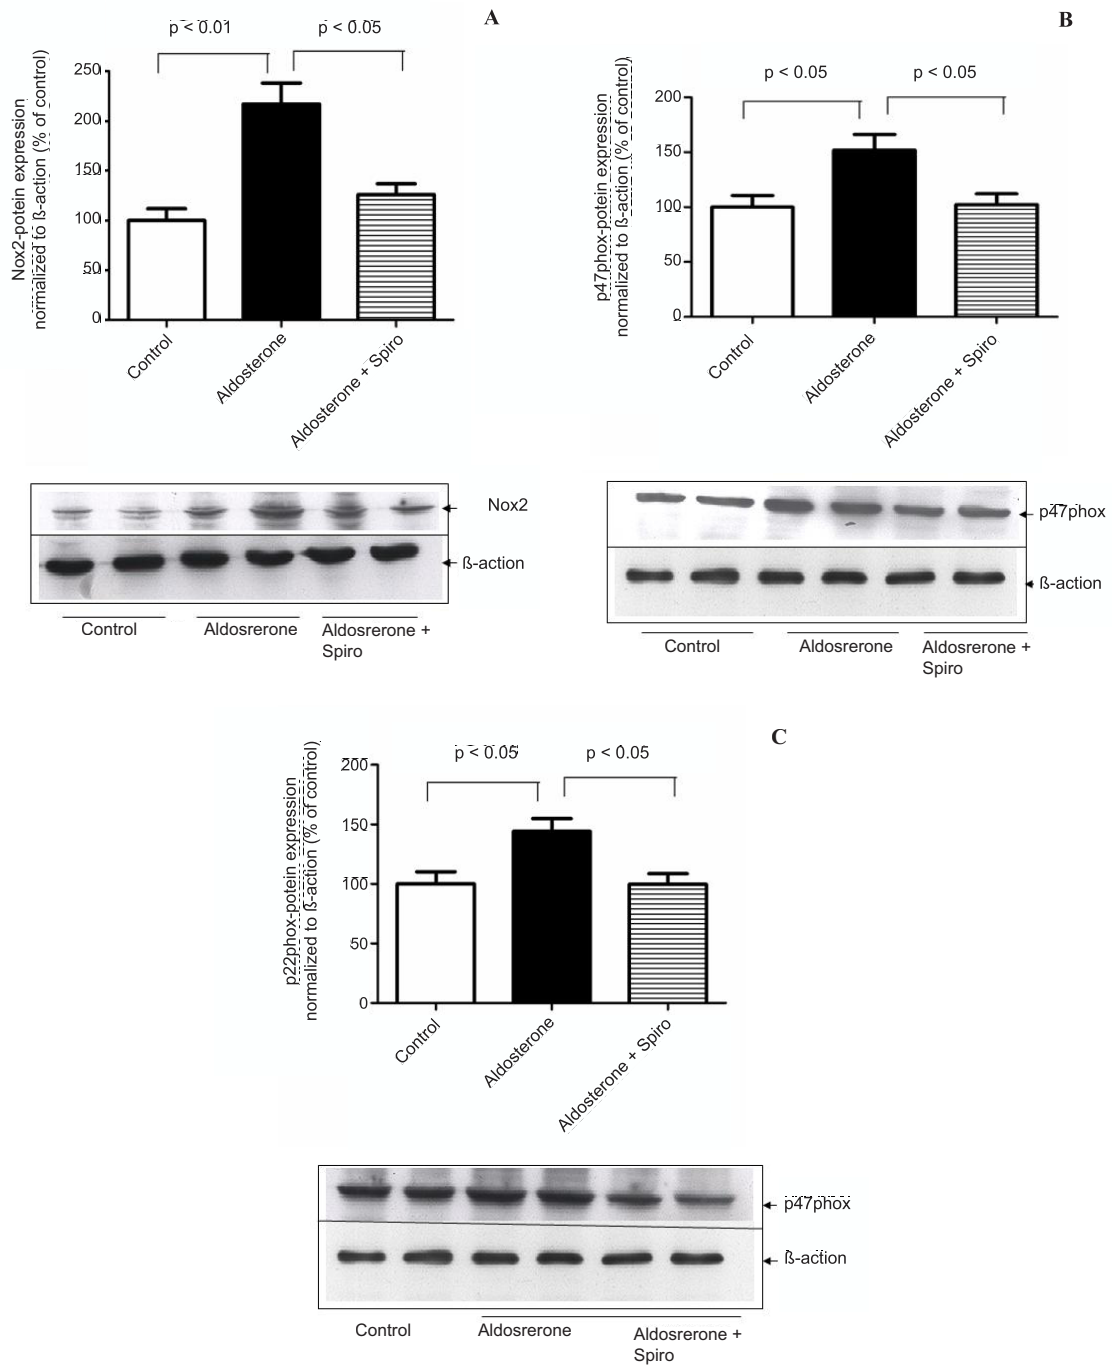 A
p < 0.01
p < 0.05
Nox2-potein expression
normalized to ß-action (% of control)
250
200
150
100
50
0
Control
Aldosterone
Aldosterone + Spiro
Nox2
ß-action
Control
Aldosrerone
Aldosrerone +
Spiro
B
p < 0.05
p < 0.05
p47phox-potein expression
normalized to ß-action (% of control)
200
150
100
50
0
Control
Aldosterone
Aldosterone + Spiro
p47phox
ß-action
Control
Aldosrerone
Aldosrerone +
Spiro
C
p < 0.05
p < 0.05
p22phox-potein expression
normalized to ß-action (% of control)
200
150
100
50
0
Control
Aldosterone
Aldosterone + Spiro
p47phox
ß-action
Control
Aldosrerone
Aldosrerone +
Spiro